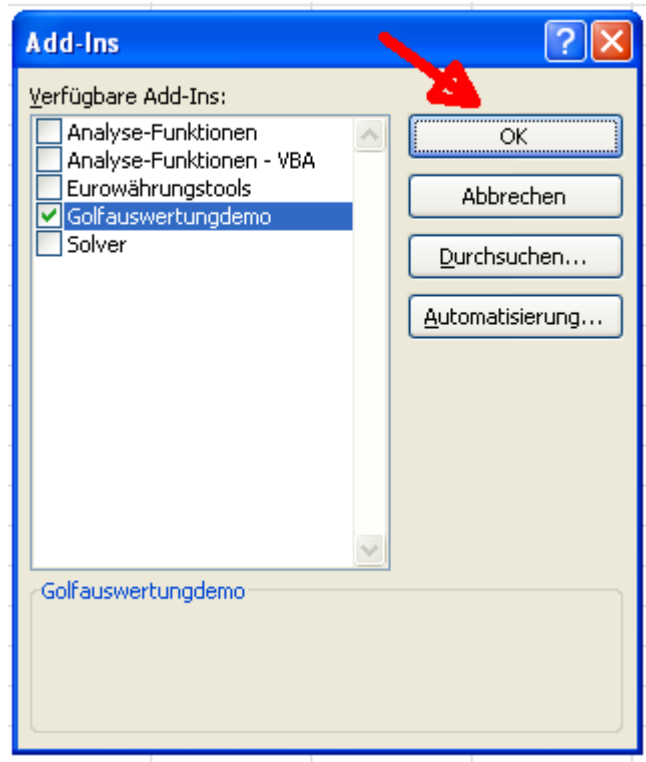 Add-Ins
Verfügbare Add-Ins:
Analyse-Funktionen
Analyse-Funktionen - VBA
Eurowährungstools
Golfauswertungdemo
Solver
OK
Abbrechen
Durchsuchen...
Automatisierung...
Golfauswertungdemo